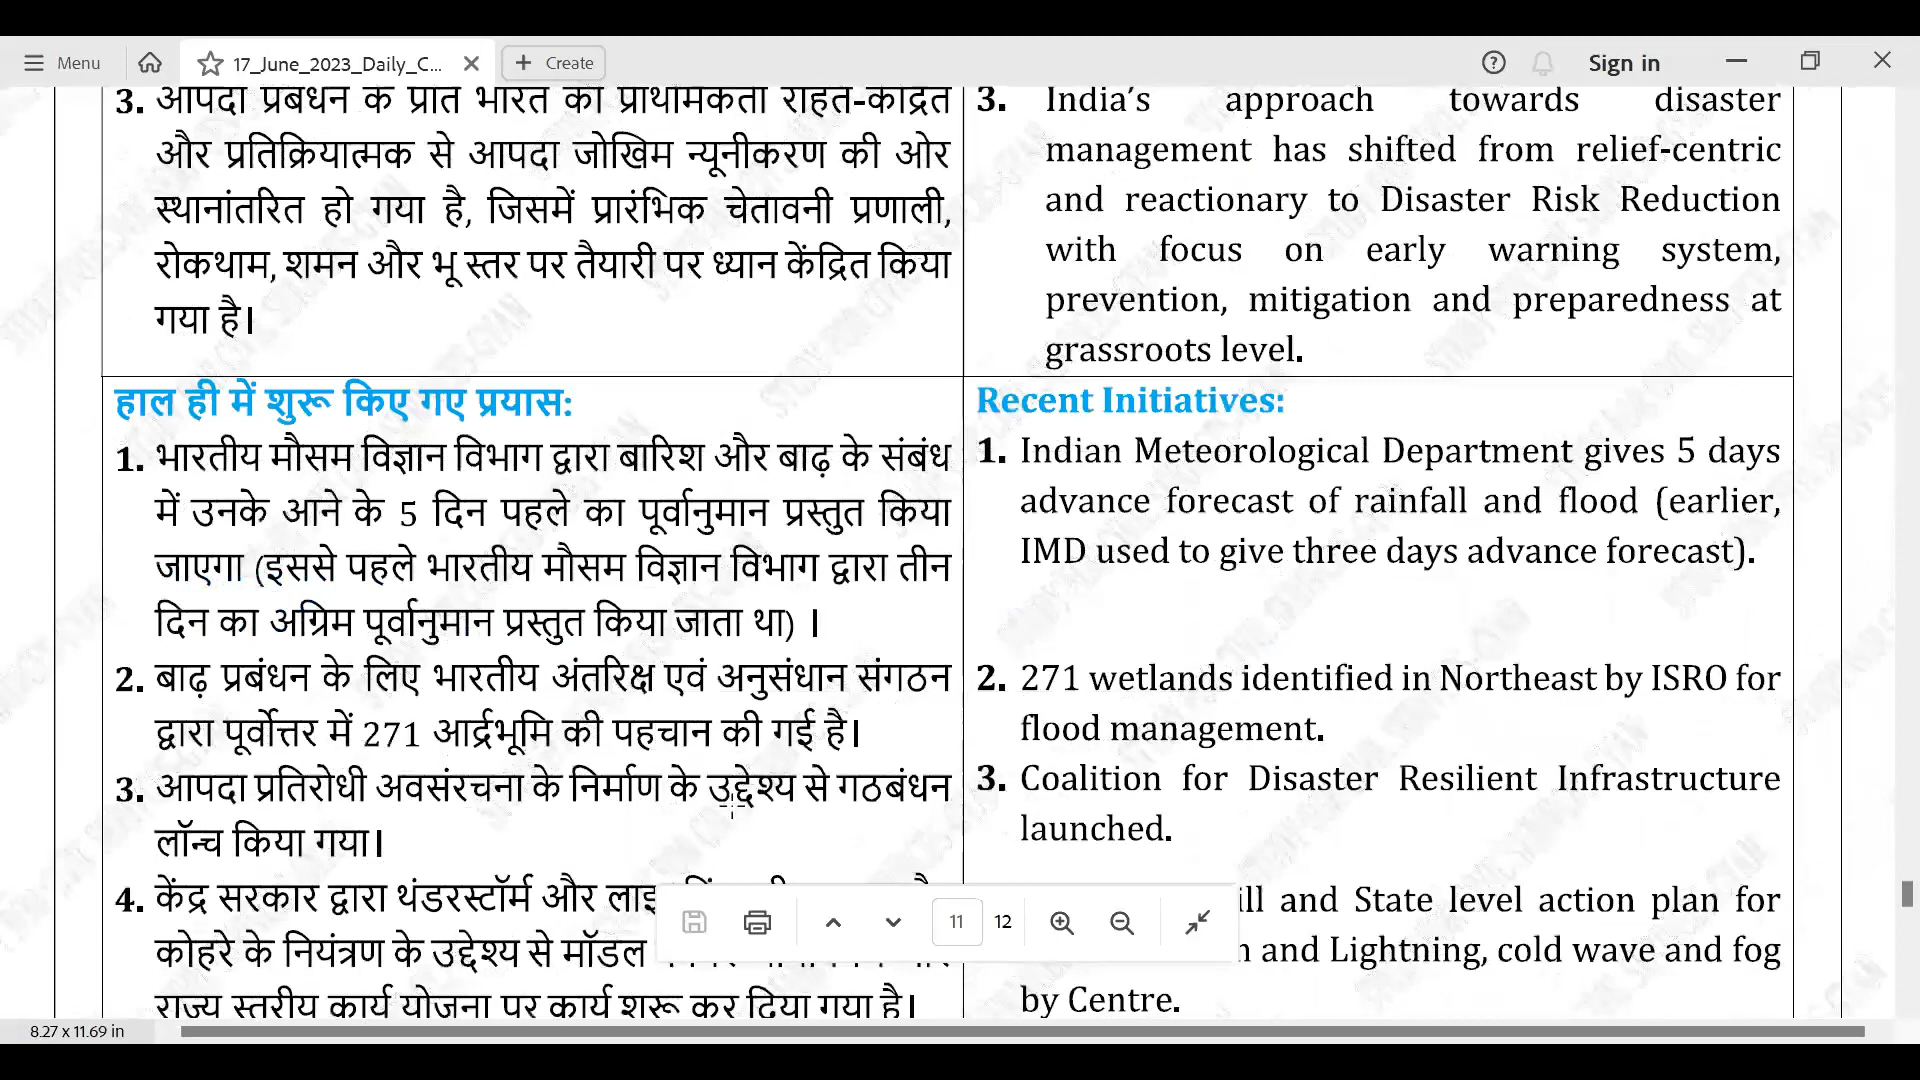 Menu
17_June_2023_Daily_C...
Create
Sign in
3. आपदा प्रबंधन के प्रति भारत की प्राथमिकता राहत-केंद्रित
और प्रतिक्रियात्मक से आपदा जोखिम न्यूनीकरण की ओर
स्थानांतरित हो गया है, जिसमें प्रारंभिक चेतावनी प्रणाली,
रोकथाम, शमन और भू स्तर पर तैयारी पर ध्यान केंद्रित किया
गया है।
3. India's approach towards disaster
management has shifted from relief-centric
and reactionary to Disaster Risk Reduction
with focus on early warning system,
prevention, mitigation and preparedness at
grassroots level.
हाल ही में शुरू किए गए प्रयास:
1. भारतीय मौसम विज्ञान विभाग द्वारा बारिश और बाढ़ के संबंध
में उनके आने के 5 दिन पहले का पूर्वानुमान प्रस्तुत किया
जाएगा (इससे पहले भारतीय मौसम विज्ञान विभाग द्वारा तीन
दिन का अग्रिम पूर्वानुमान प्रस्तुत किया जाता था) ।
2. बाढ़ प्रबंधन के लिए भारतीय अंतरिक्ष एवं अनुसंधान संगठन
द्वारा पूर्वोत्तर में 271 आर्द्रभूमि की पहचान की गई है।
3. आपदा प्रतिरोधी अवसंरचना के निर्माण के उद्देश्य से गठबंधन
लॉन्च किया गया।
4. केंद्र सरकार द्वारा थंडरस्टॉर्म और
कोहरे के नियंत्रण के उद्देश्य से मॉडल
राज्य स्तरीय कार्य योजना पर कार्य शुरू कर दिया गया है।
Recent Initiatives:
1. Indian Meteorological Department gives 5 days
advance forecast of rainfall and flood (earlier,
IMD used to give three days advance forecast).
2. 271 wetlands identified in Northeast by ISRO for
flood management.
3. Coalition for Disaster Resilient Infrastructure
launched.
and State level action plan for
and Lightning, cold wave and fog
by Centre.
11 12
8.27 x 11.69 in